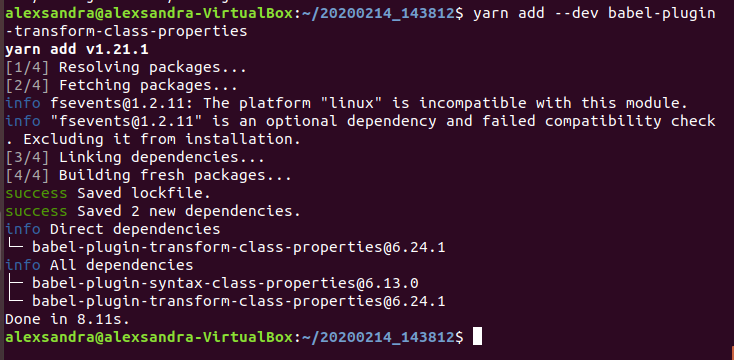 alexsandra@alexsandra-VirtualBox:~/20200214_143812$ yarn add --dev babel-plugin
-transform-class-properties
yarn add v1.21.1
[1/4] Resolving packages...
[2/4] Fetching packages...
info fsevents@1.2.11: The platform "linux" is incompatible with this module.
info "fsevents@1.2.11" is an optional dependency and failed compatibility check
. Excluding it from installation.
[3/4] Linking dependencies...
[4/4] Building fresh packages...
success Saved lockfile.
success Saved 2 new dependencies.
info Direct dependencies
└─ babel-plugin-transform-class-properties@6.24.1
info All dependencies
├─ babel-plugin-syntax-class-properties@6.13.0
└─ babel-plugin-transform-class-properties@6.24.1
Done in 8.11s.
alexsandra@alexsandra-VirtualBox:~/20200214_143812$